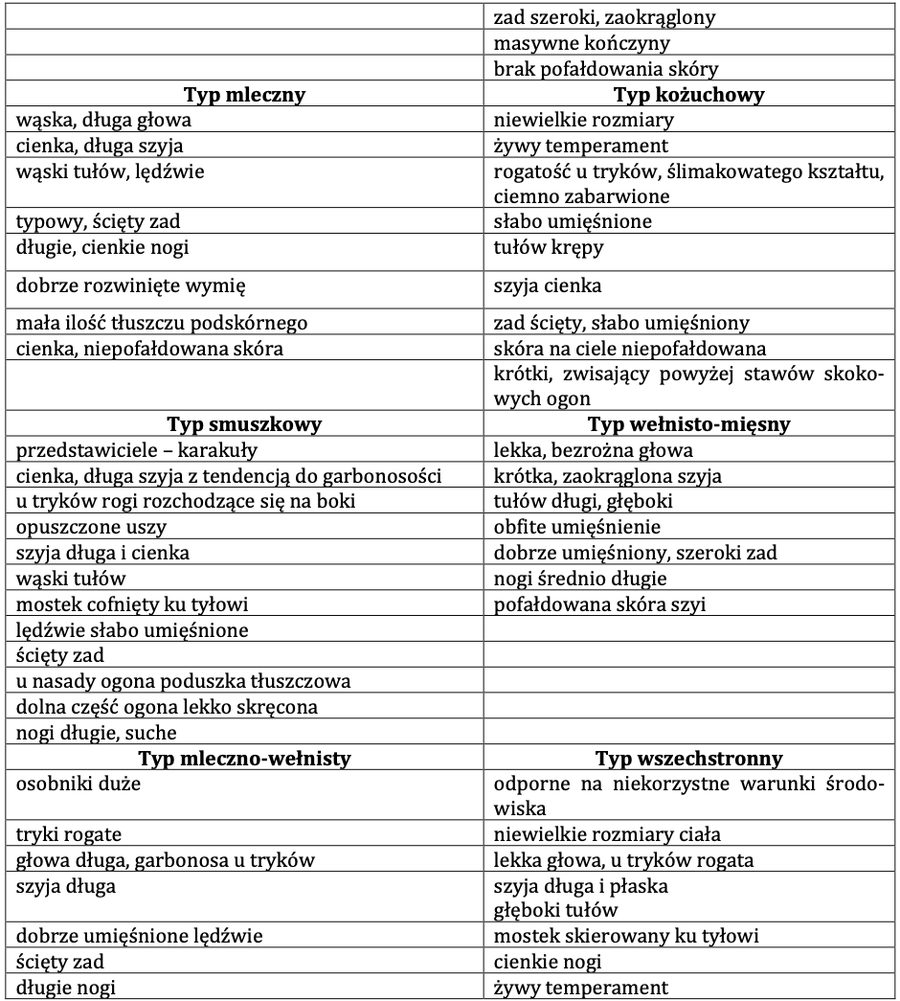 zad szeroki, zaokrąglony
masywne kończyny
brak pofałdowania skóry
Typ mleczny
Typ kożuchowy
wąska, długa głowa
niewielkie rozmiary
cienka, długa szyja
żywy temperament
wąski tułów, lędźwie
rogatość u tryków, ślimakowatego kształtu,
ciemno zabarwione
typowy, ścięty zad
słabo umięśnione
długie, cienkie nogi
tułów krępy
dobrze rozwinięte wymię
szyja cienka
mała ilość tłuszczu podskórnego
zad ścięty, słabo umięśniony
cienka, niepofałdowana skóra
skóra na ciele niepofałdowana
krótki, zwisający powyżej stawów skoko-
wych ogon
Typ smuszkowy
Typ wełnisto-mięsny
przedstawiciele – karakuły
lekka, bezrożna głowa
cienka, długa szyja z tendencją do garbonosości
krótka, zaokrąglona szyja
u tryków rogi rozchodzące się na boki
tułów długi, głęboki
opuszczone uszy
obfite umięśnienie
szyja długa i cienka
dobrze umięśniony, szeroki zad
wąski tułów
nogi średnio długie
mostek cofnięty ku tyłowi
pofałdowana skóra szyi
lędźwie słabo umięśnione
ścięty zad
u nasady ogona poduszka tłuszczowa
dolna część ogona lekko skręcona
nogi długie, suche
Typ mleczno-wełnisty
Typ wszechstronny
osobniki duże
odporne na niekorzystne warunki środo-
wiska
tryki rogate
niewielkie rozmiary ciała
głowa długa, garbonosa u tryków
lekka głowa, u tryków rogata
szyja długa
szyja długa i płaska
głęboki tułów
dobrze umięśnione lędźwie
mostek skierowany ku tyłowi
ścięty zad
cienkie nogi
długie nogi
żywy temperament